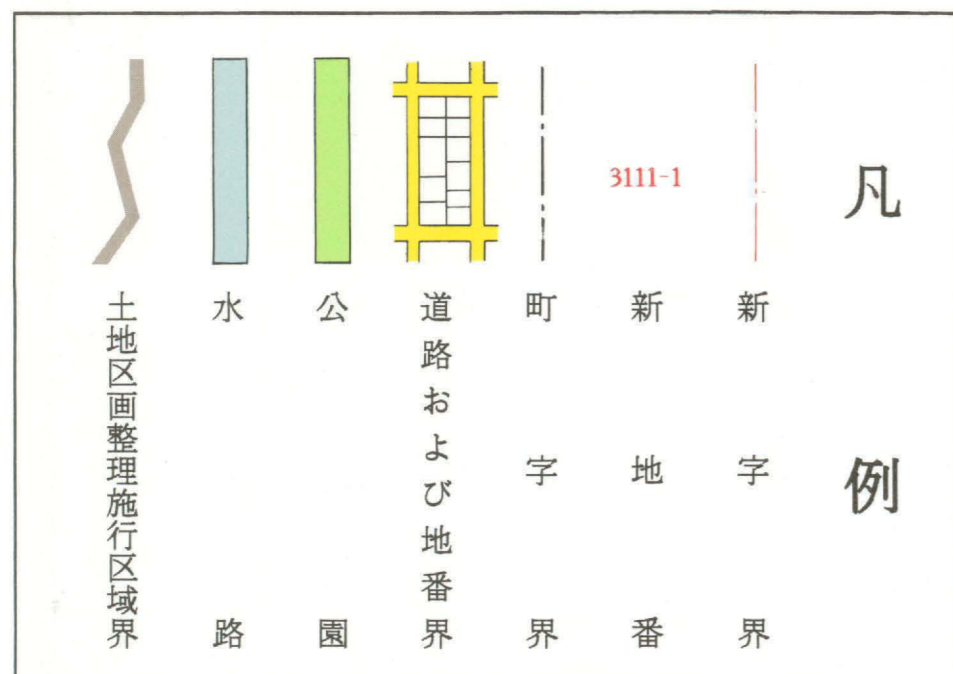 凡例
新字界
3111-1
新地番
町字界
道路および地番界
公園
水路
土地区画整理施行区域界